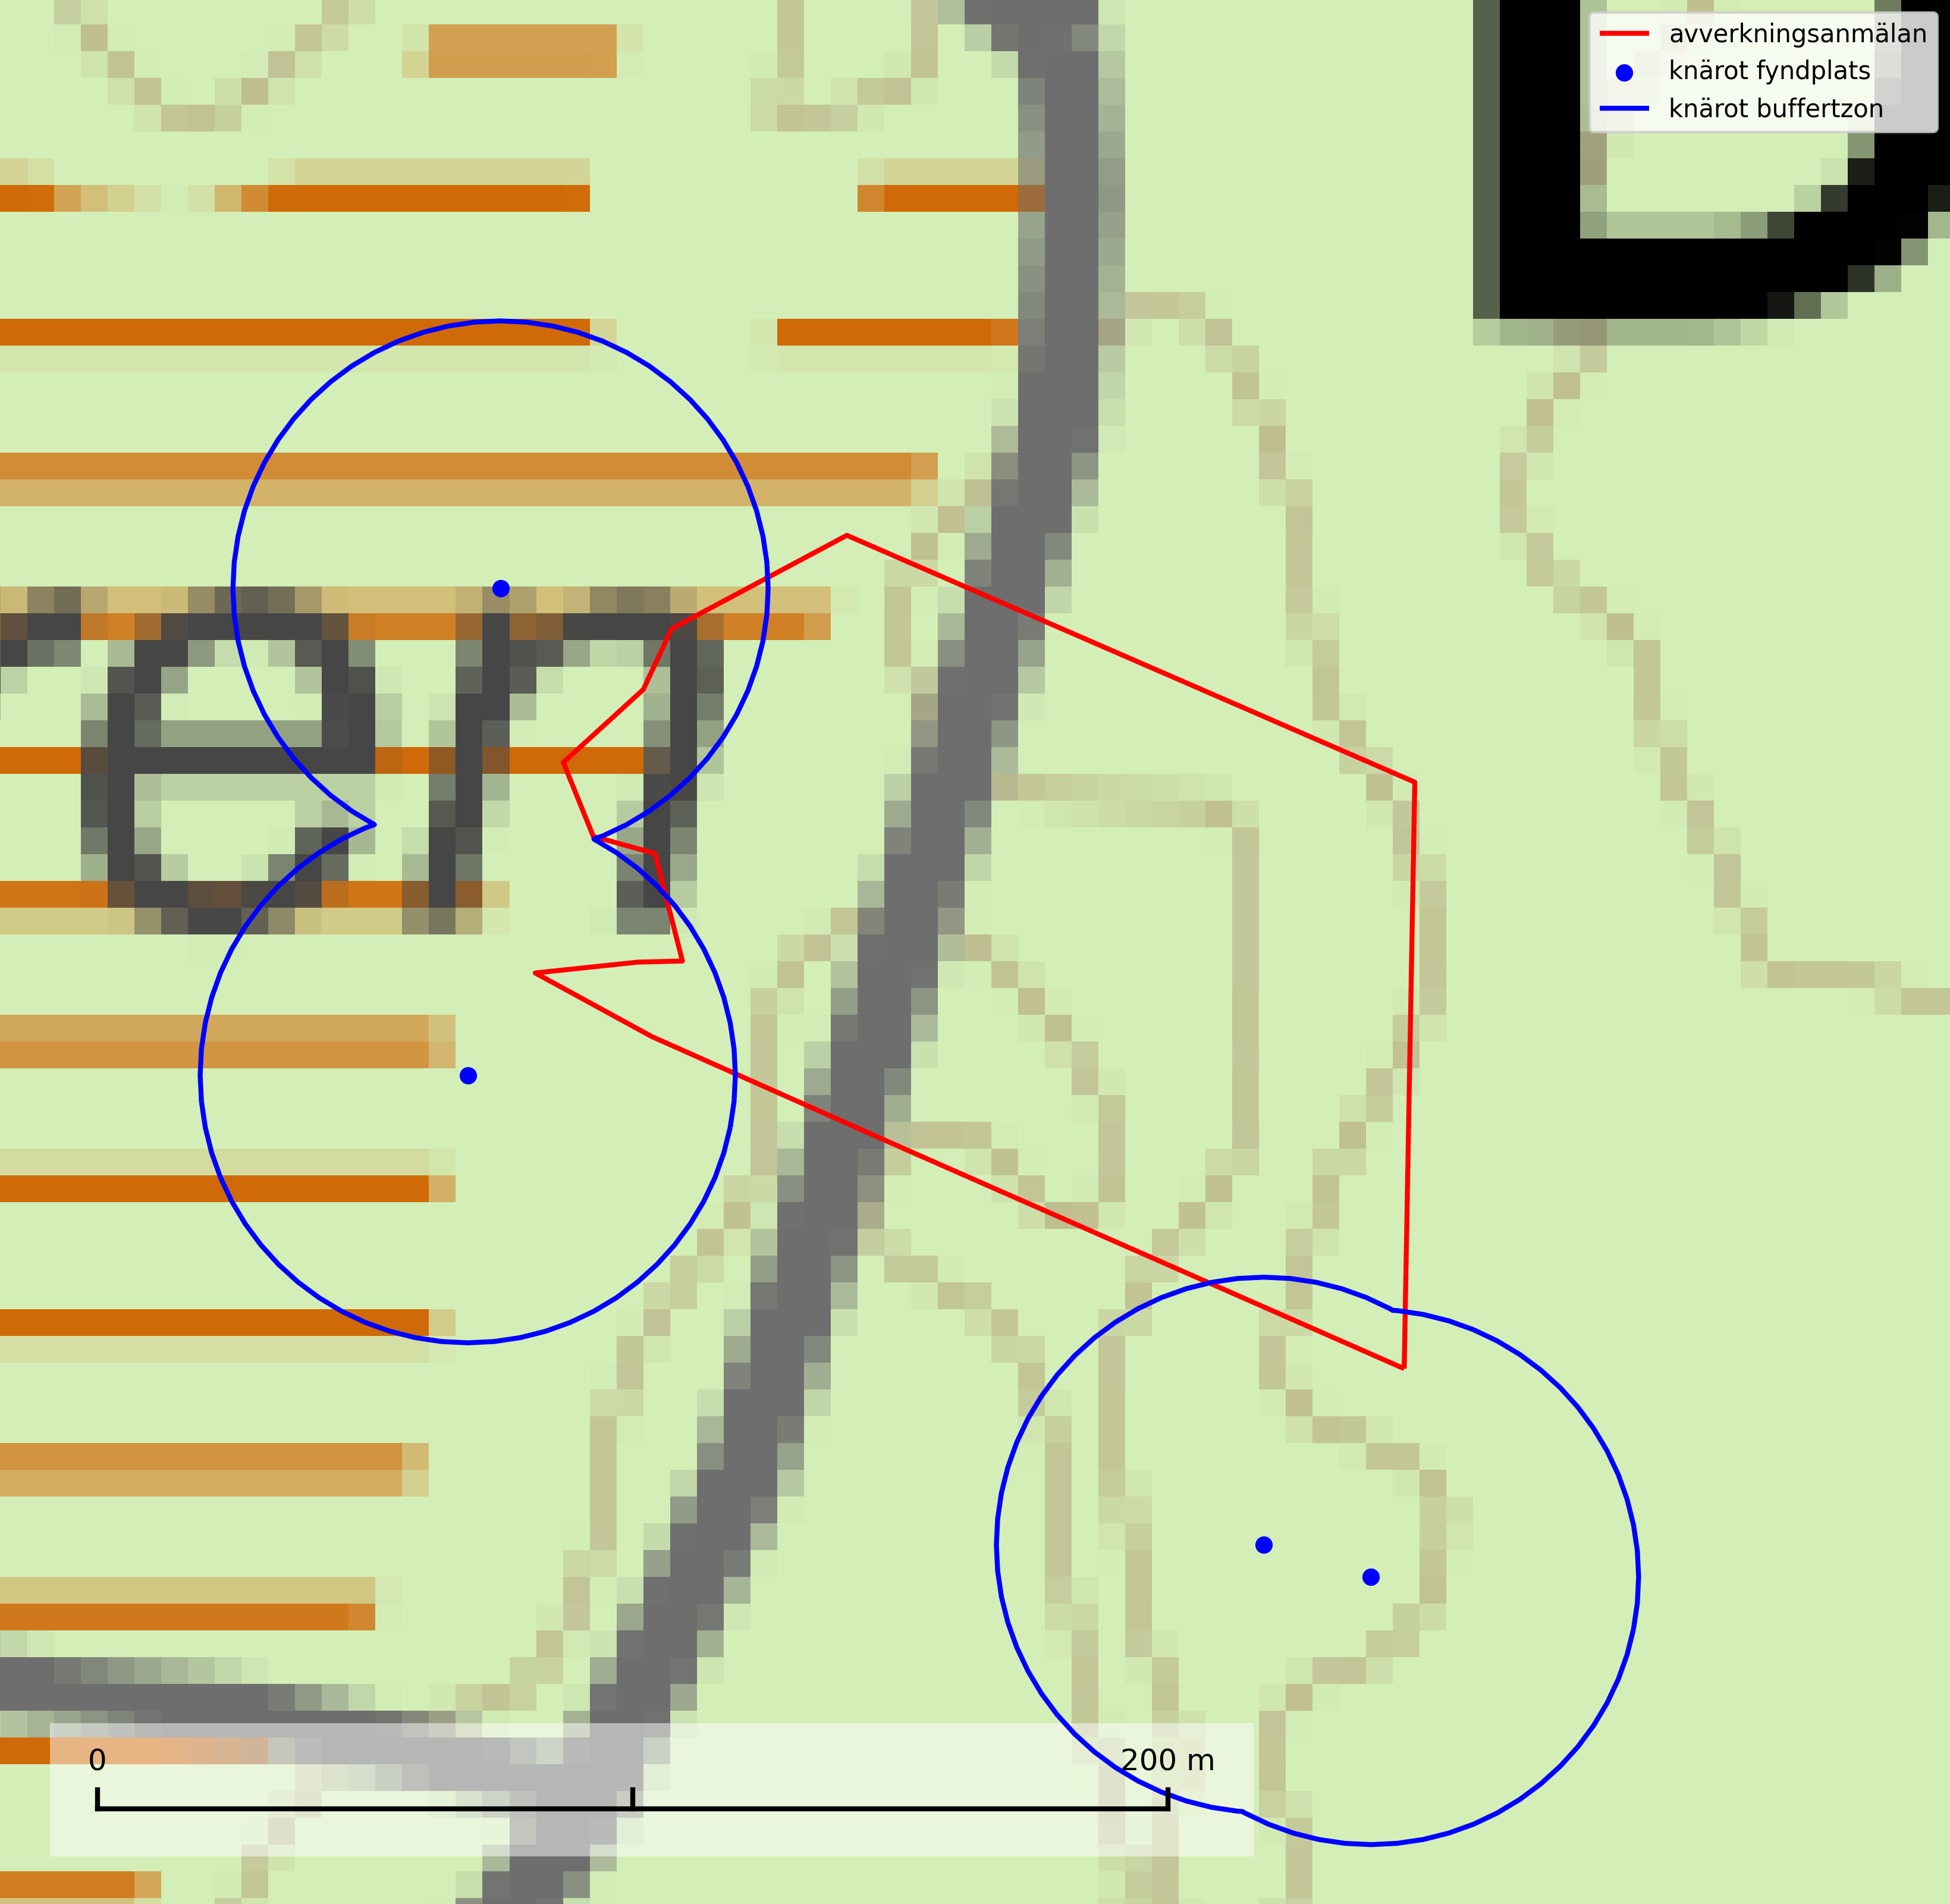 avverkningsanmälan
knärot fyndplats
knärot buffertzon
0
200 m